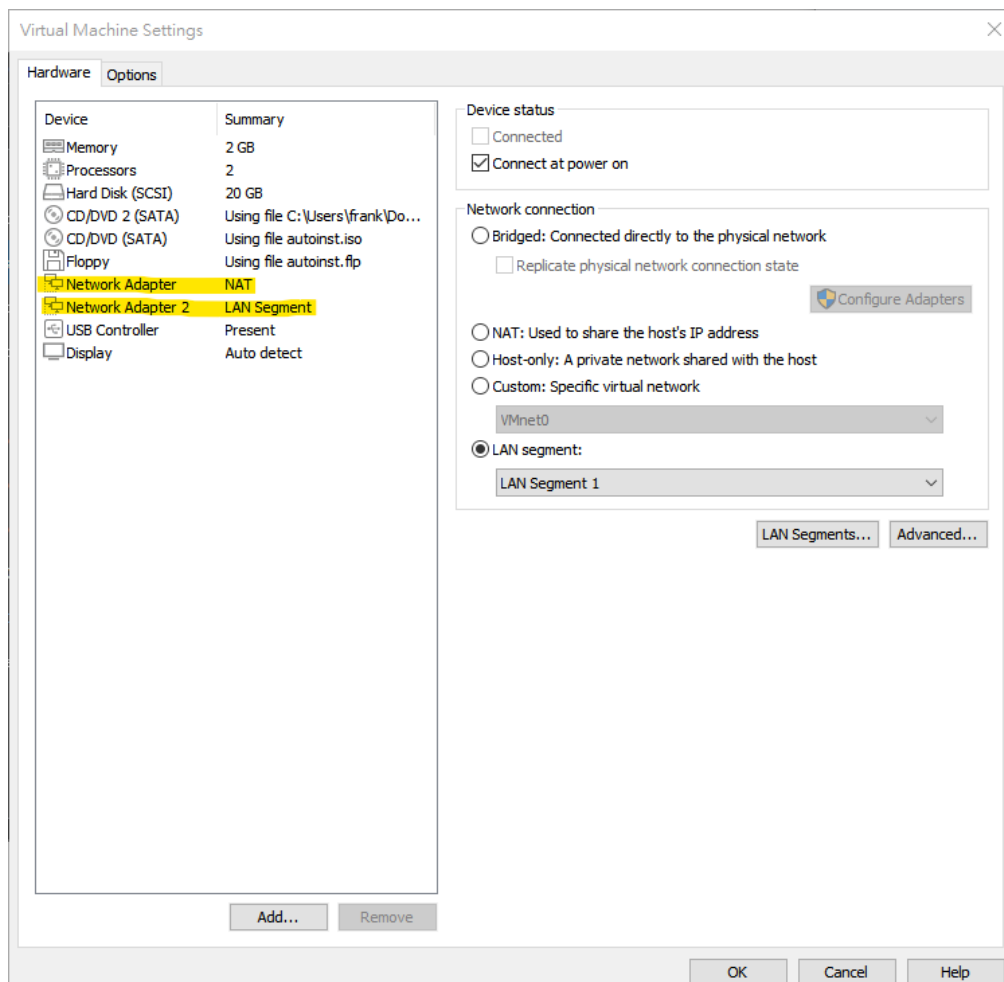 Virtual Machine Settings
Hardware
Options
Device Summary
Memory 2 GB
Processors 2
Hard Disk (SCSI) 20 GB
CD/DVD 2 (SATA) Using file C:\Users\frank\Do...
CD/DVD (SATA) Using file autoinst.iso
Floppy Using file autoinst.flp
Network Adapter NAT
Network Adapter 2 LAN Segment
USB Controller Present
Display Auto detect
Add...
Remove
Device status
Connected
Connect at power on
Network connection
Bridged: Connected directly to the physical network
Replicate physical network connection state
Configure Adapters
NAT: Used to share the host's IP address
Host-only: A private network shared with the host
Custom: Specific virtual network
VMnet0
LAN segment:
LAN Segment 1
LAN Segments...
Advanced...
OK
Cancel
Help